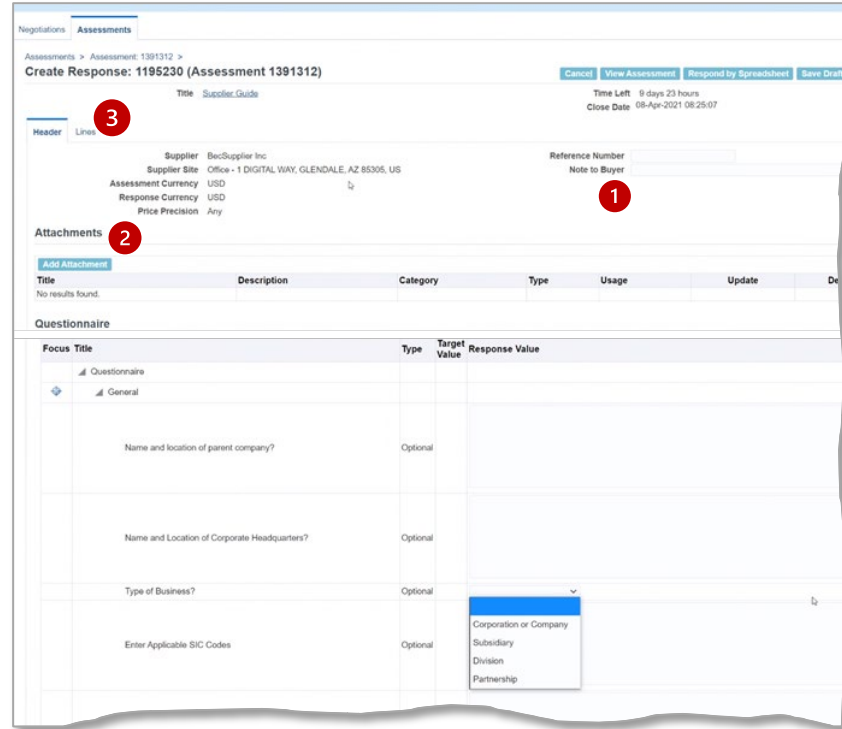 Negotiations Assessments
Assessments > Assessment: 1391312 >
Create Response: 1195230 (Assessment 1391312)
Cancel View Assessment Respond by Spreadsheet Save Draft
Title Supplier Guide
Time Left 9 days 23 hours
Close Date 08-Apr-2021 08:25:07
3
Header Lines
Supplier BecSupplier Inc
Reference Number
Supplier Site Office - 1 DIGITAL WAY, GLENDALE, AZ 85305, US
Note to Buyer
Assessment Currency USD
1
Response Currency USD
Price Precision Any
Attachments
2
Add Attachment
Title Description Category Type Usage Update De
No results found.
Questionnaire
Focus Title Type Target Value Response Value
Questionnaire
General
Name and location of parent company? Optional
Name and Location of Corporate Headquarters? Optional
Type of Business? Optional
Corporation or Company
Enter Applicable SIC Codes Optional
Subsidiary
Division
Partnership